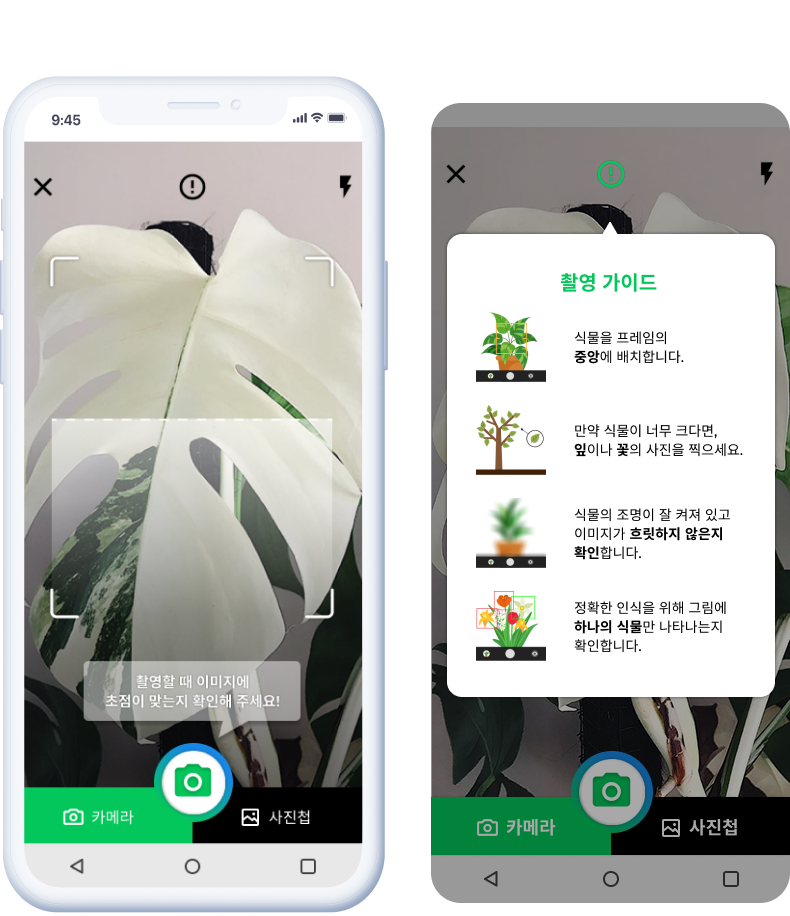 9:45
촬영할 때 이미지에
초점이 맞는지 확인해 주세요!
카메라
사진첩
촬영 가이드
식물을 프레임의
중앙에 배치합니다.
만약 식물이 너무 크다면,
잎이나 꽃의 사진을 찍으세요.
식물의 조명이 잘 켜져 있고
이미지가 흐릿하지 않은지
확인합니다.
정확한 인식을 위해 그림에
하나의 식물만 나타나는지
확인합니다.
카메라
사진첩